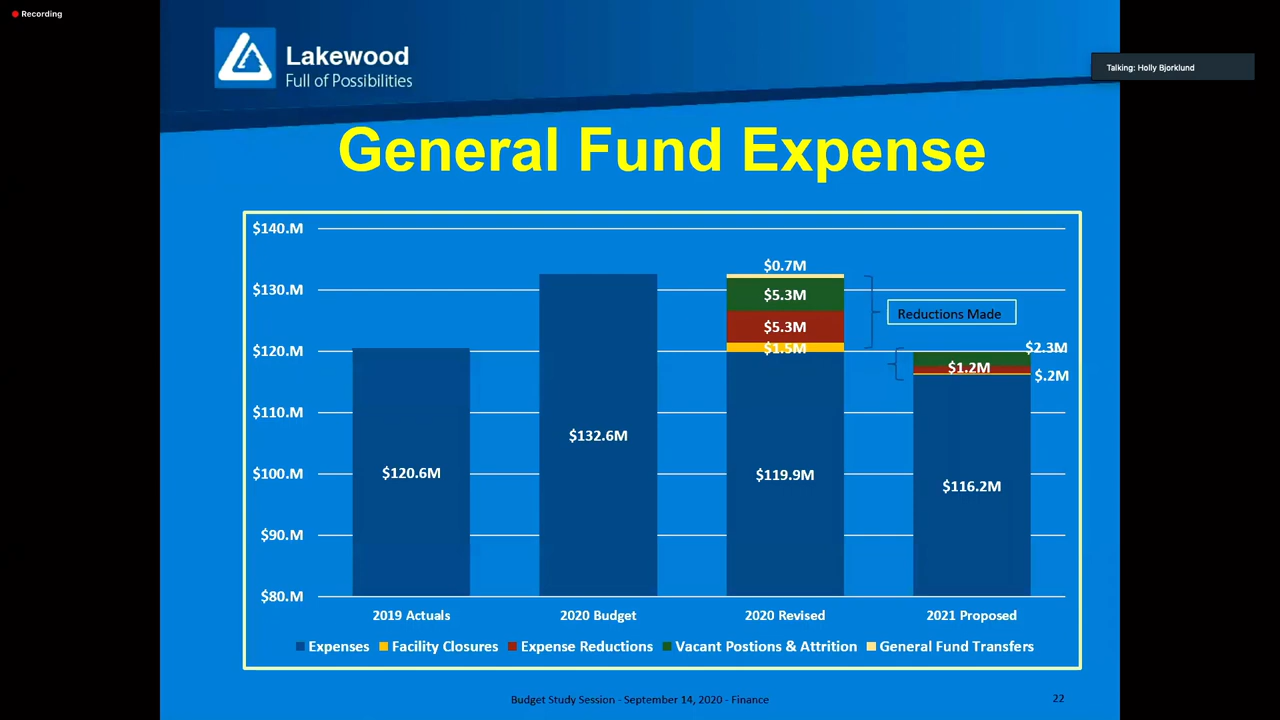 Recording
Lakewood
Full of Possibilities
Talking: Holly Bjorklund
General Fund Expense
$140.M
$130.M
$120.M
$110.M
$100.M
$90.M
$80.M
$120.6M
$132.6M
$0.7M
$5.3M
$5.3M
$1.5M
$119.9M
Reductions Made
$2.3M
$1.2M
$.2M
$116.2M
2019 Actuals
2020 Budget
2020 Revised
2021 Proposed
Expenses
Facility Closures
Expense Reductions
Vacant Postions & Attrition
General Fund Transfers
Budget Study Session - September 14, 2020 - Finance
22